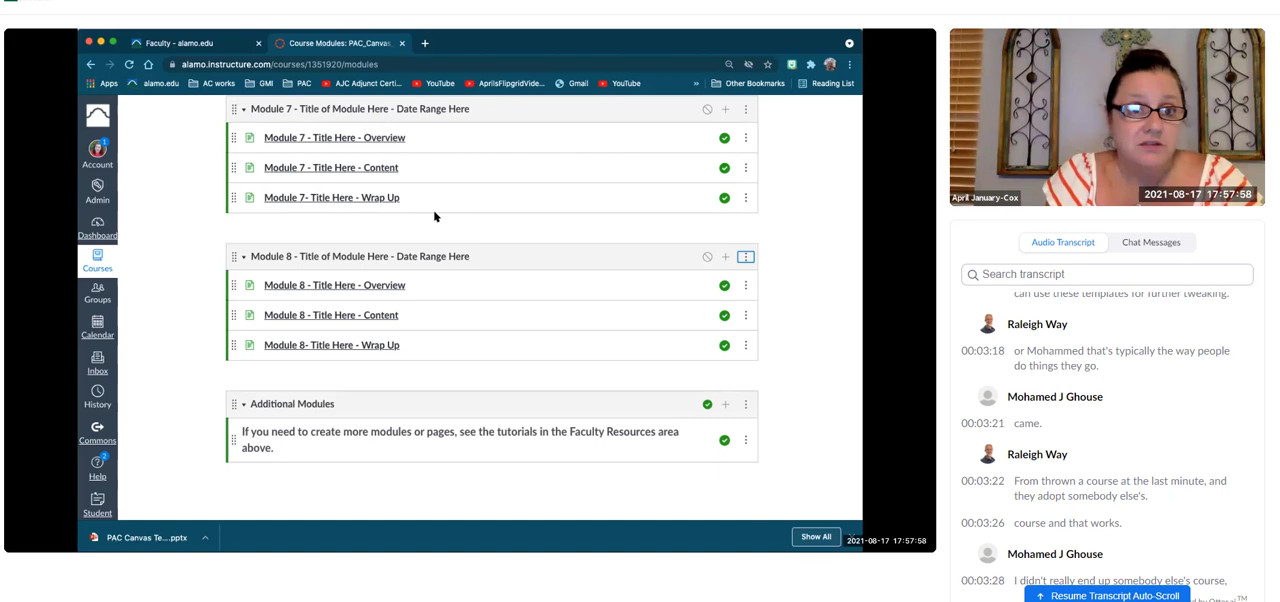 Faculty - alamo.edu
Course Modules: PAC_Canvas
alamo.instructure.com/courses/1351920/modules
Apps
alamo.edu
AC works
GMI
PAC
AJC Adjunct Certi...
YouTube
AprilsFlipgridVide...
Gmail
YouTube
»
Other Bookmarks
Reading List
Account
Admin
Dashboard
Courses
Groups
Calendar
Inbox
History
Commons
2
Help
Student
Module 7 - Title of Module Here - Date Range Here
Module 7 - Title Here - Overview
Module 7 - Title Here - Content
Module 7- Title Here - Wrap Up
Module 8 - Title of Module Here - Date Range Here
Module 8 - Title Here - Overview
Module 8 - Title Here - Content
Module 8- Title Here - Wrap Up
Additional Modules
If you need to create more modules or pages, see the tutorials in the Faculty Resources area
above.
PAC Canvas Te....pptx
Show All
2021-08-17 17:57:58
April January-Cox
2021-08-17 17:57:58
Audio Transcript
Chat Messages
Search transcript
can use these templates for further tweaking.
Raleigh Way
00:03:18 or Mohammed that's typically the way people
do things they go.
Mohamed J Ghouse
00:03:21 came.
Raleigh Way
00:03:22 From thrown a course at the last minute, and
they adopt somebody else's.
00:03:26 course and that works.
Mohamed J Ghouse
00:03:28 I didn't really end up somebody else's course,
Resume Transcript Auto-Scroll
by Otter.ai™